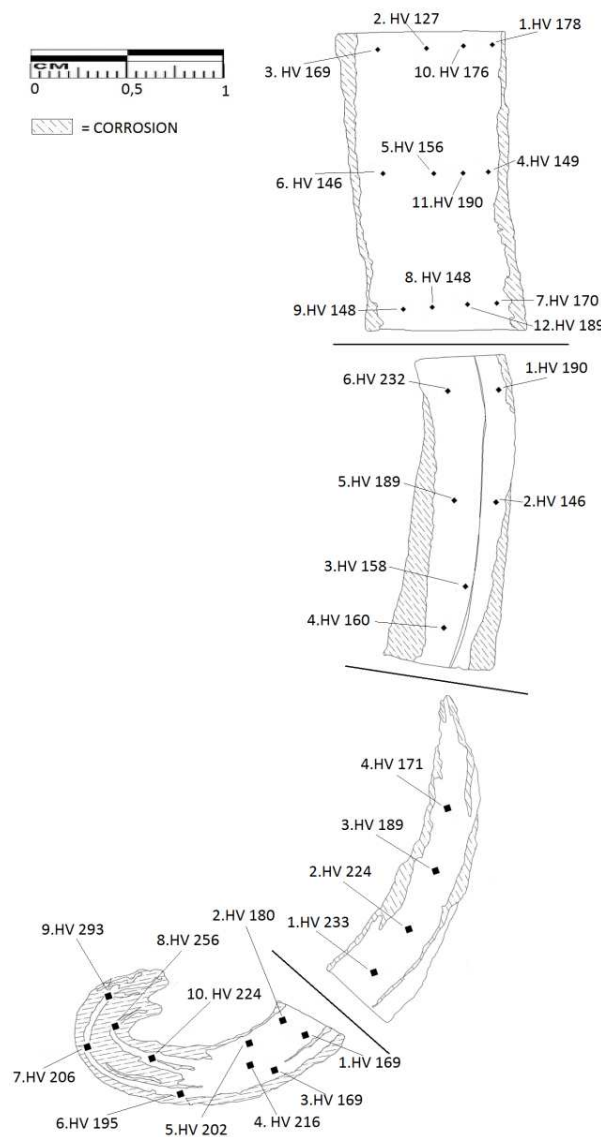 1.HV 178
2. HV 127
3. HV 169
10. HV 176
CM
0 0,5 1
= CORROSION
5.HV 156
4.HV 149
6. HV 146
11.HV 190
8. HV 148
7.HV 170
9.HV 148
12.HV 189
6.HV 232
1.HV 190
5.HV 189
2.HV 146
3.HV 158
4.HV 160
4.HV 171
3.HV 189
2.HV 224
1.HV 233
2.HV 180
9.HV 293
8.HV 256
10. HV 224
1.HV 169
7.HV 206
3.HV 169
6.HV 195
4. HV 216
5.HV 202